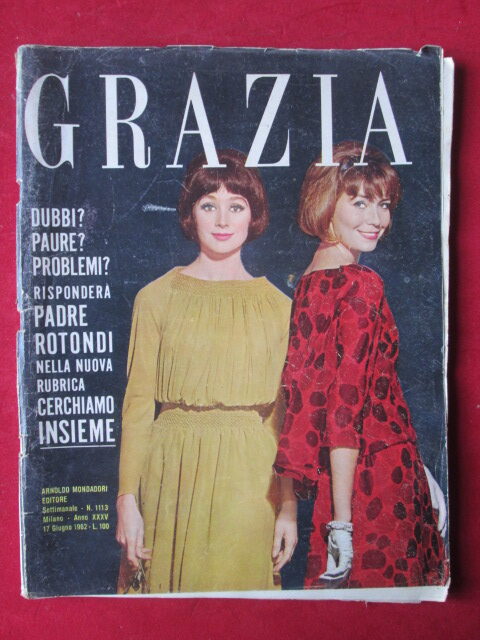 GRAZIA
DUBBI?
PAURE?
PROBLEMI?
RISPONDERÀ
PADRE
ROTONDI
NELLA NUOVA
RUBRICA
CERCHIAMO
INSIEME
ARNOLDO MONDADORI
EDITORE
Settimanale - N. 1113
Milano - Anno XXXV
17 Giugno 1962 - L. 100